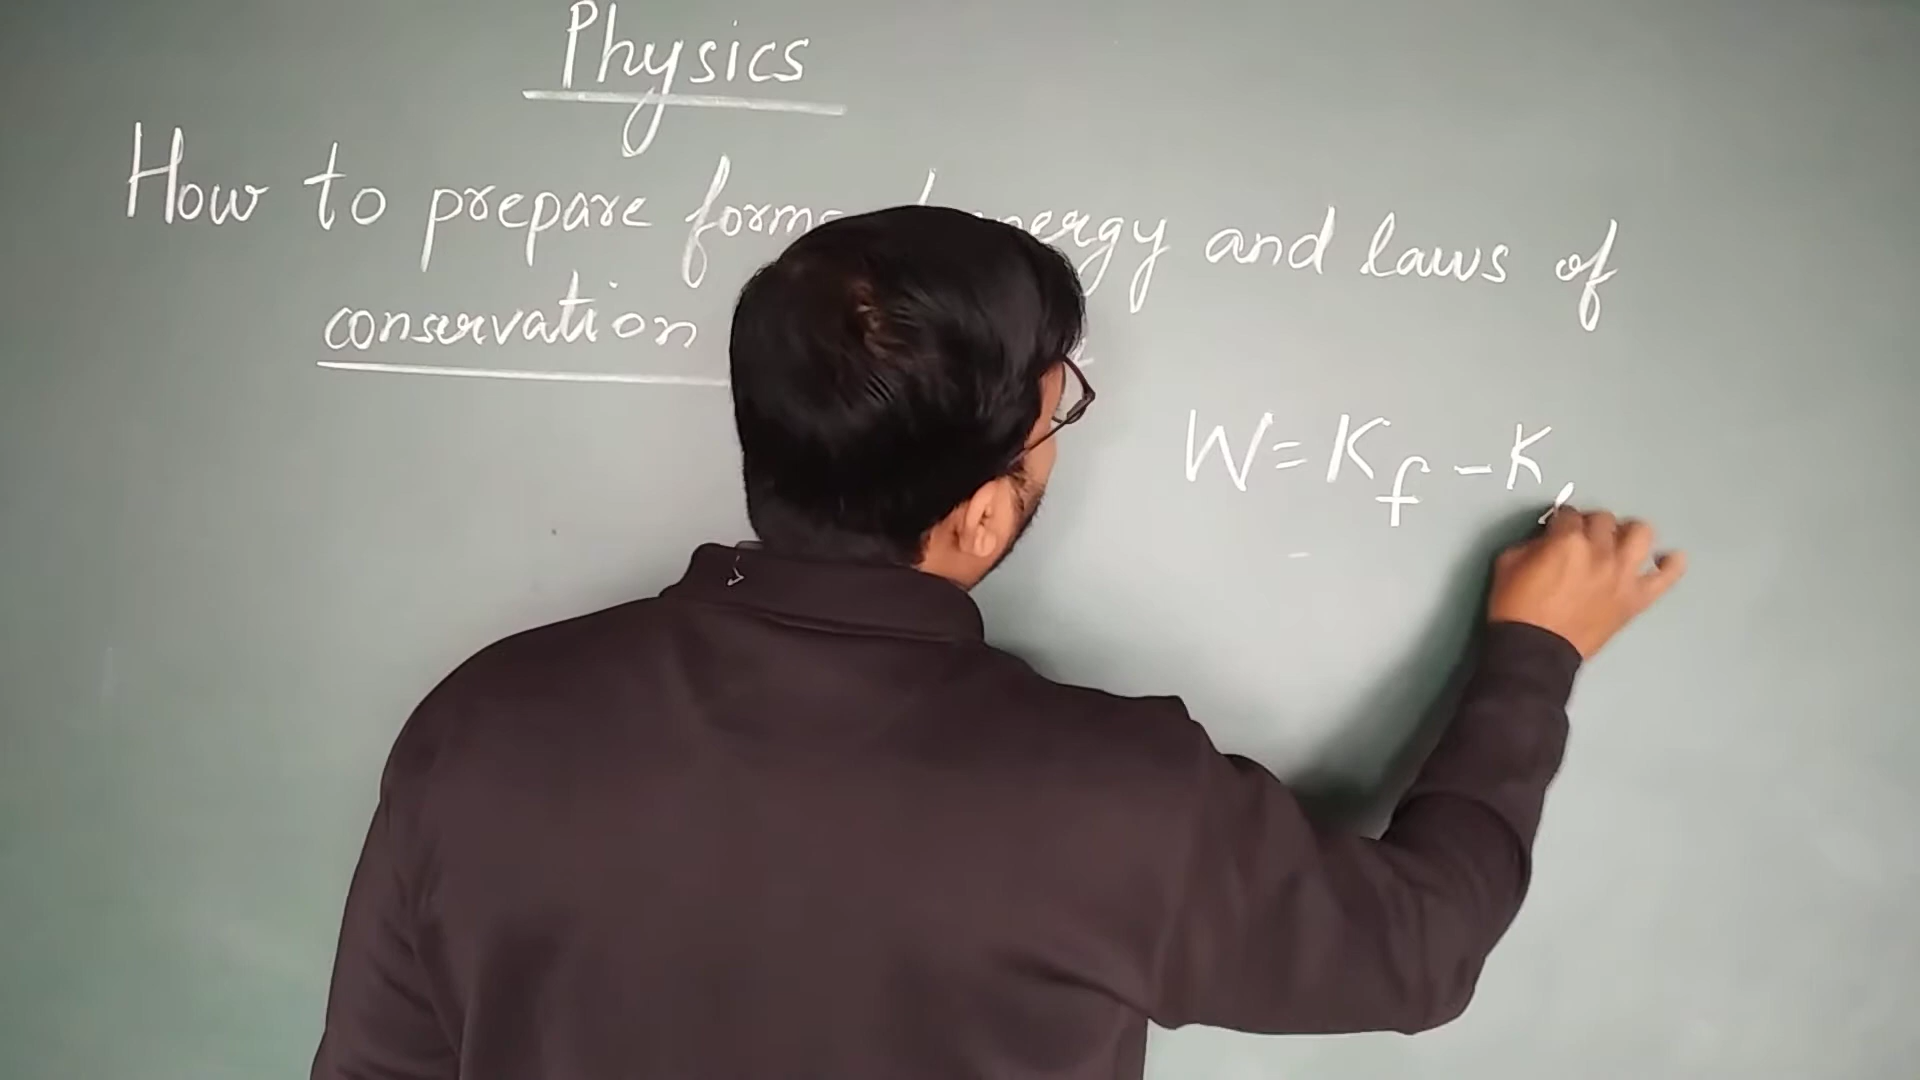 Physics
How to prepare forms energy and laws of
conservation
W = Kf - K